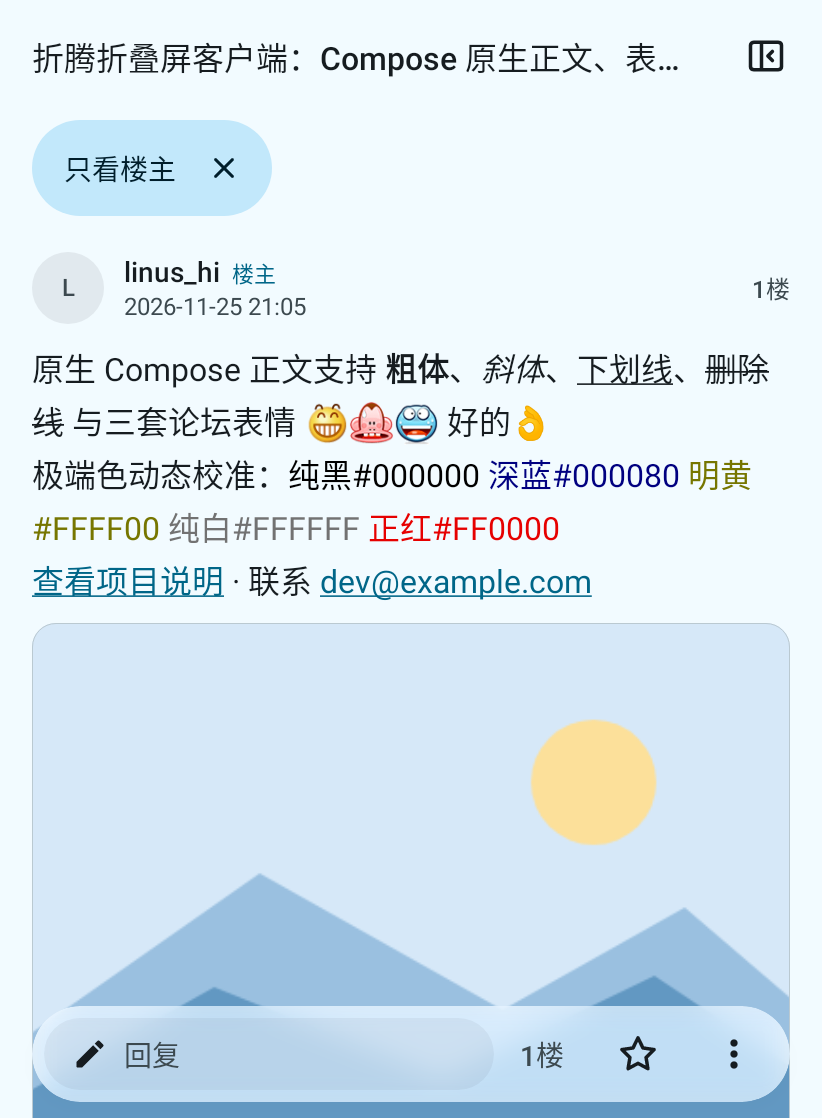 折腾折叠屏客户端：Compose 原生正文、表…
只看楼主
L
linus_hi 楼主
2026-11-25 21:05
1楼
原生 Compose 正文支持 粗体、斜体、下划线、删除
线 与三套论坛表情 好的👌
极端色动态校准：纯黑#000000 深蓝#000080 明黄
#FFFF00 纯白#FFFFFF 正红#FF0000
查看项目说明 · 联系 dev@example.com
回复
1楼